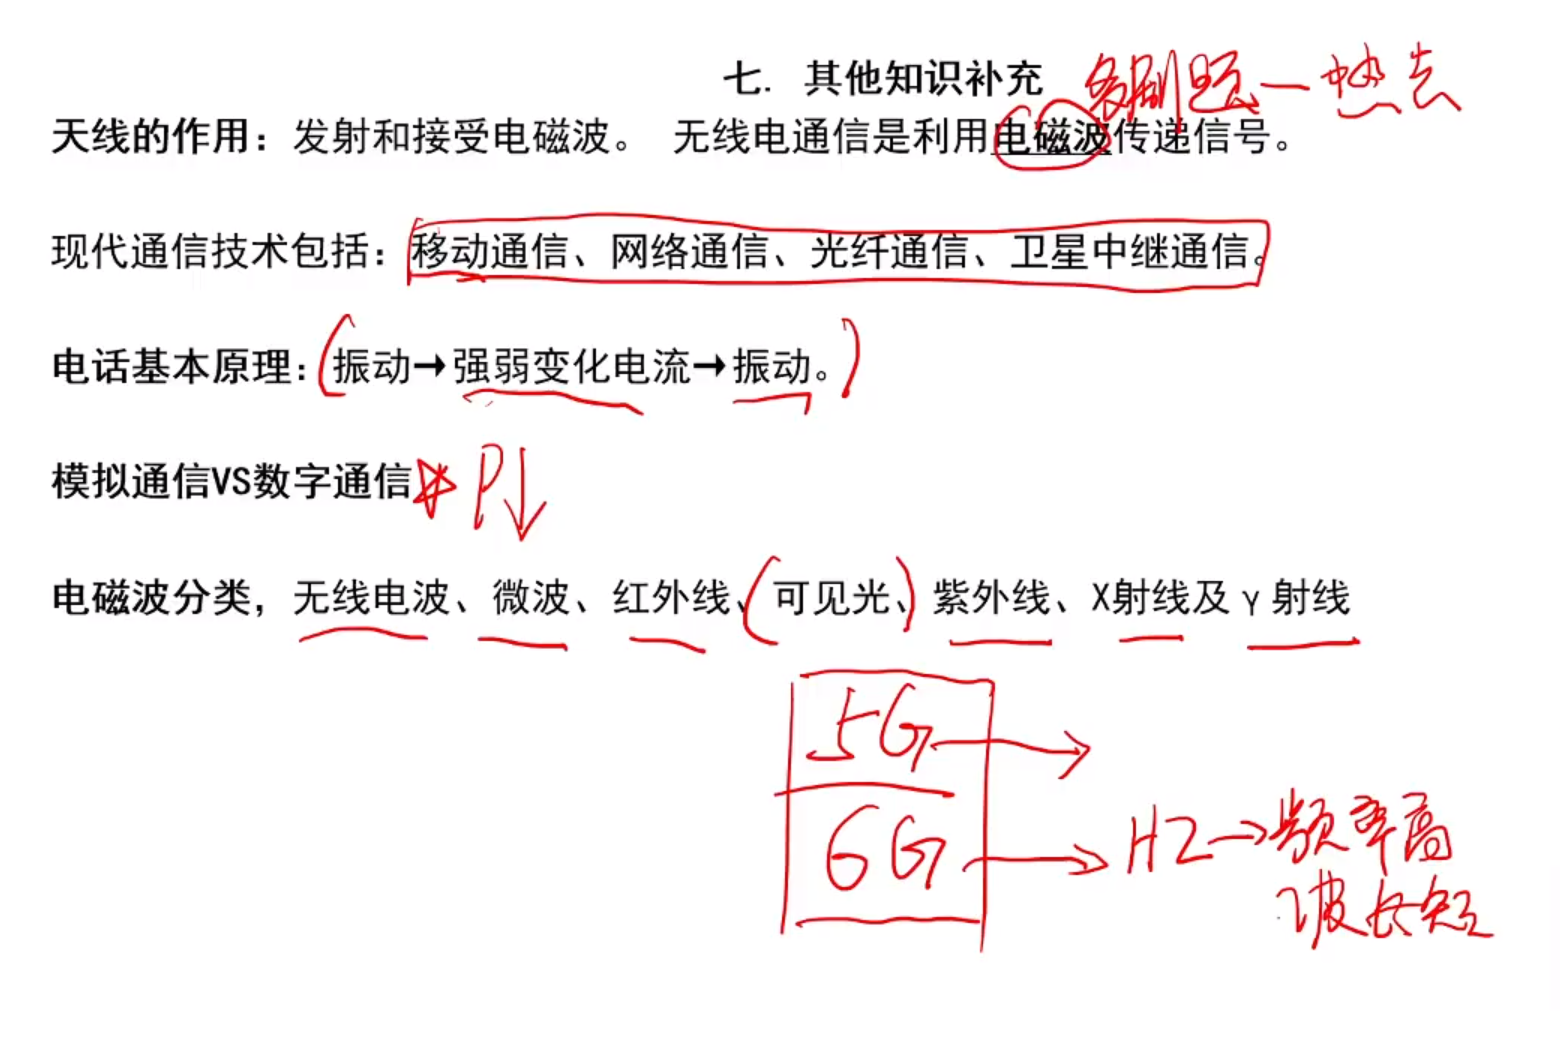 七. 其他知识补充 多刷题一块去
天线的作用：发射和接受电磁波。 无线电通信是利用电磁波传递信号。
现代通信技术包括：移动通信、网络通信、光纤通信、卫星中继通信。
电话基本原理：(振动→强弱变化电流→振动。)
模拟通信VS数字通信 P↓
电磁波分类，无线电波、微波、红外线、(可见光、)紫外线、X射线及γ射线
5G→
6G→HZ→频率高
波长短